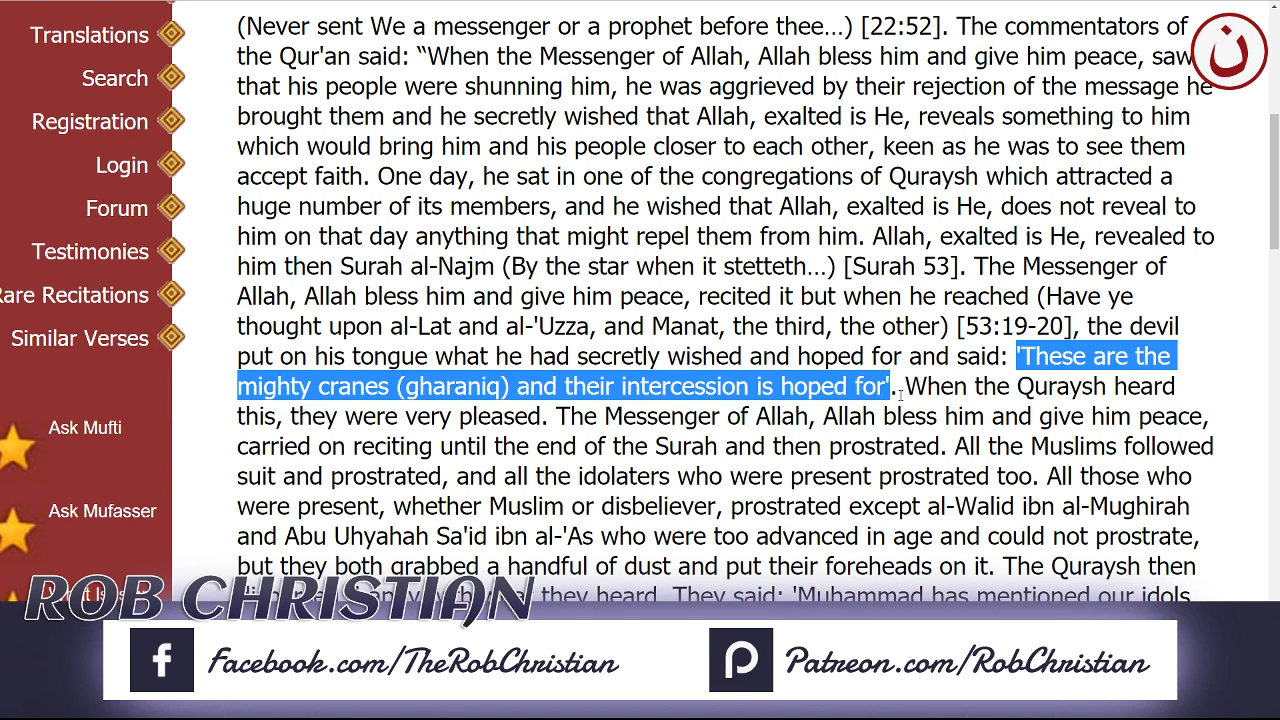 Translations
Search
Registration
Login
Forum
Testimonies
are Recitations
Similar Verses
Ask Mufti
Ask Mufasser
(Never sent We a messenger or a prophet before thee…) [22:52]. The commentators of
the Qur'an said: “When the Messenger of Allah, Allah bless him and give him peace, saw
that his people were shunning him, he was aggrieved by their rejection of the message he
brought them and he secretly wished that Allah, exalted is He, reveals something to him
which would bring him and his people closer to each other, keen as he was to see them
accept faith. One day, he sat in one of the congregations of Quraysh which attracted a
huge number of its members, and he wished that Allah, exalted is He, does not reveal to
him on that day anything that might repel them from him. Allah, exalted is He, revealed to
him then Surah al-Najm (By the star when it stetteth…) [Surah 53]. The Messenger of
Allah, Allah bless him and give him peace, recited it but when he reached (Have ye
thought upon al-Lat and al-'Uzza, and Manat, the third, the other) [53:19-20], the devil
put on his tongue what he had secretly wished and hoped for and said: 'These are the
mighty cranes (gharaniq) and their intercession is hoped for'. When the Quraysh heard
this, they were very pleased. The Messenger of Allah, Allah bless him and give him peace,
carried on reciting until the end of the Surah and then prostrated. All the Muslims followed
suit and prostrated, and all the idolaters who were present prostrated too. All those who
were present, whether Muslim or disbeliever, prostrated except al-Walid ibn al-Mughirah
and Abu Uhyahah Sa'id ibn al-'As who were too advanced in age and could not prostrate,
but they both grabbed a handful of dust and put their foreheads on it. The Quraysh then
they heard. They said: 'Muhammad has mentioned our idols
ن
ROB CHRISTIAN
Facebook.com/TheRobChristian
Patreon.com/RobChristian